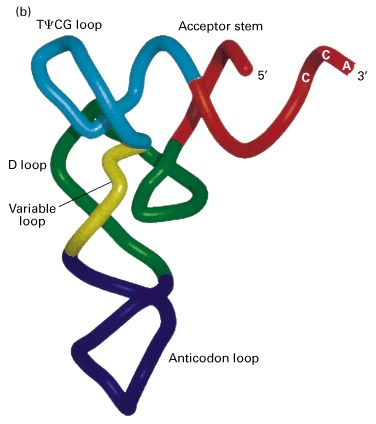 (b)
TΨCG loop
Acceptor stem
5′
C
C
A
3′
D loop
Variable
loop
Anticodon loop